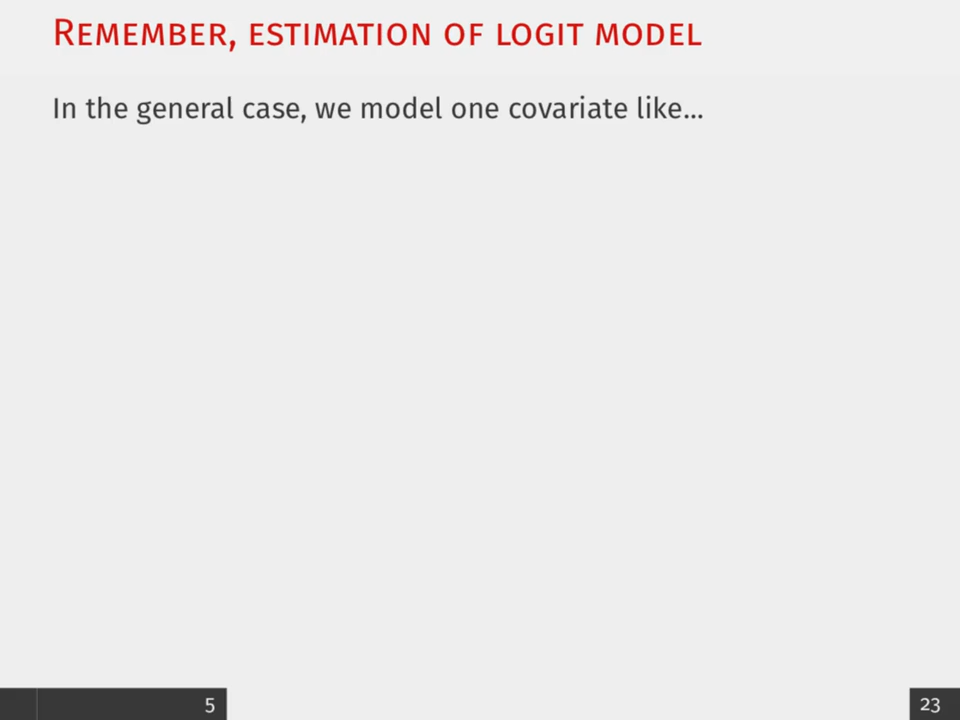 Remember, estimation of logit model
In the general case, we model one covariate like...
5
23